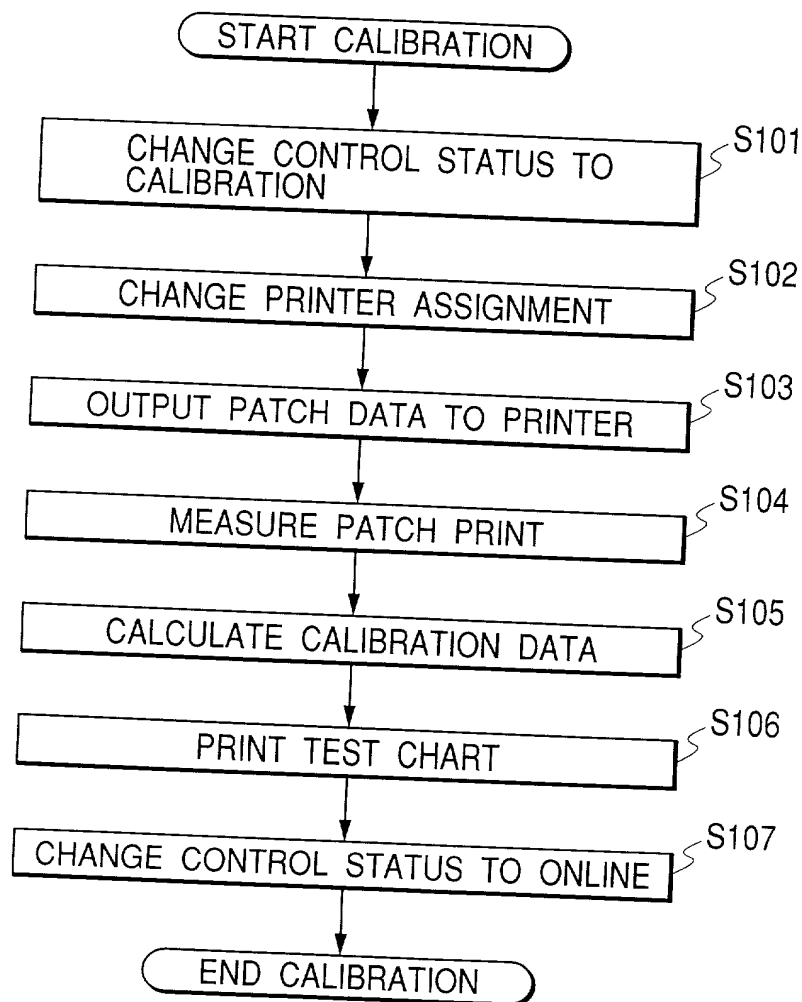 START CALIBRATION
S101
CHANGE CONTROL STATUS TO
CALIBRATION
S102
CHANGE PRINTER ASSIGNMENT
S103
OUTPUT PATCH DATA TO PRINTER
S104
MEASURE PATCH PRINT
S105
CALCULATE CALIBRATION DATA
S106
PRINT TEST CHART
S107
CHANGE CONTROL STATUS TO ONLINE
END CALIBRATION